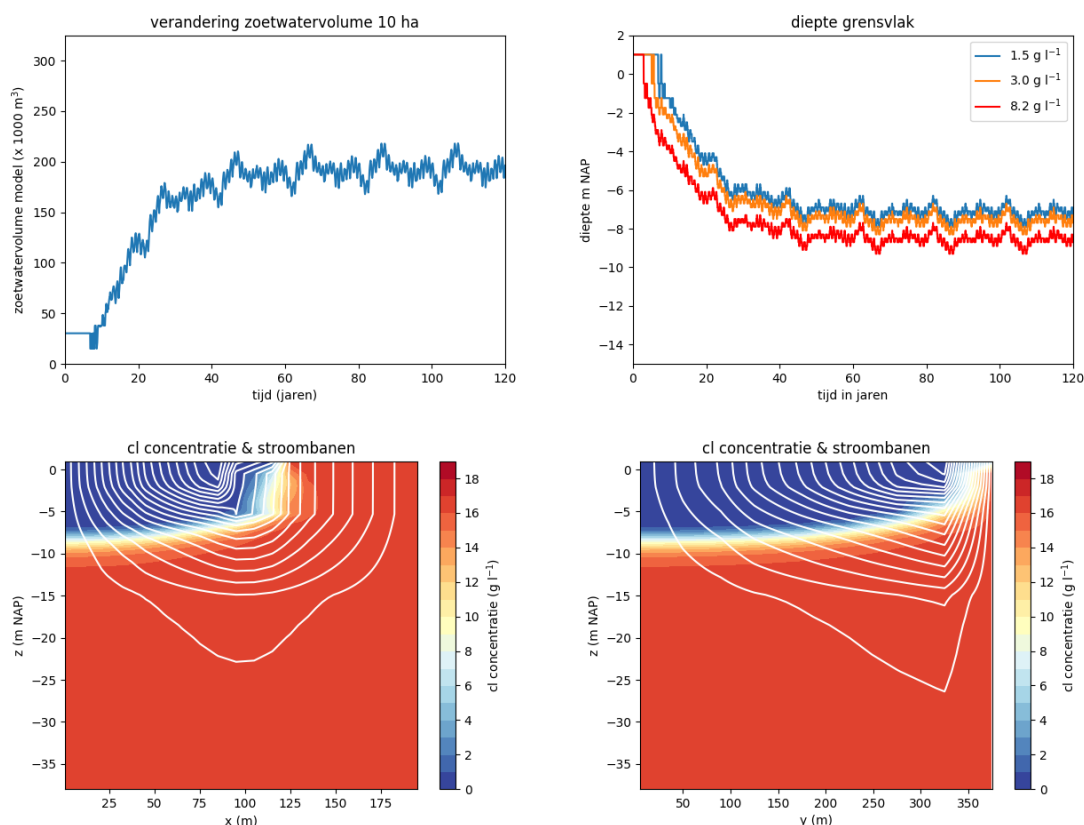 verandering zoetwatervolume 10 ha
300
250
200
150
100
50
0
zoetwatervolume model (x 1000 m³)
0 20 40 60 80 100 120
tijd (jaren)
diepte grensvlak
2
0
−2
−4
−6
−8
−10
−12
−14
diepte m NAP
1.5 g l⁻¹
3.0 g l⁻¹
8.2 g l⁻¹
0 20 40 60 80 100 120
tijd in jaren
cl concentratie & stroombanen
0
−5
−10
−15
−20
−25
−30
−35
z (m NAP)
25 50 75 100 125 150 175
x (m)
18
16
14
12
10
8
6
4
2
0
cl concentratie (g l⁻¹)
cl concentratie & stroombanen
0
−5
−10
−15
−20
−25
−30
−35
z (m NAP)
50 100 150 200 250 300 350
y (m)
18
16
14
12
10
8
6
4
2
0
cl concentratie (g l⁻¹)